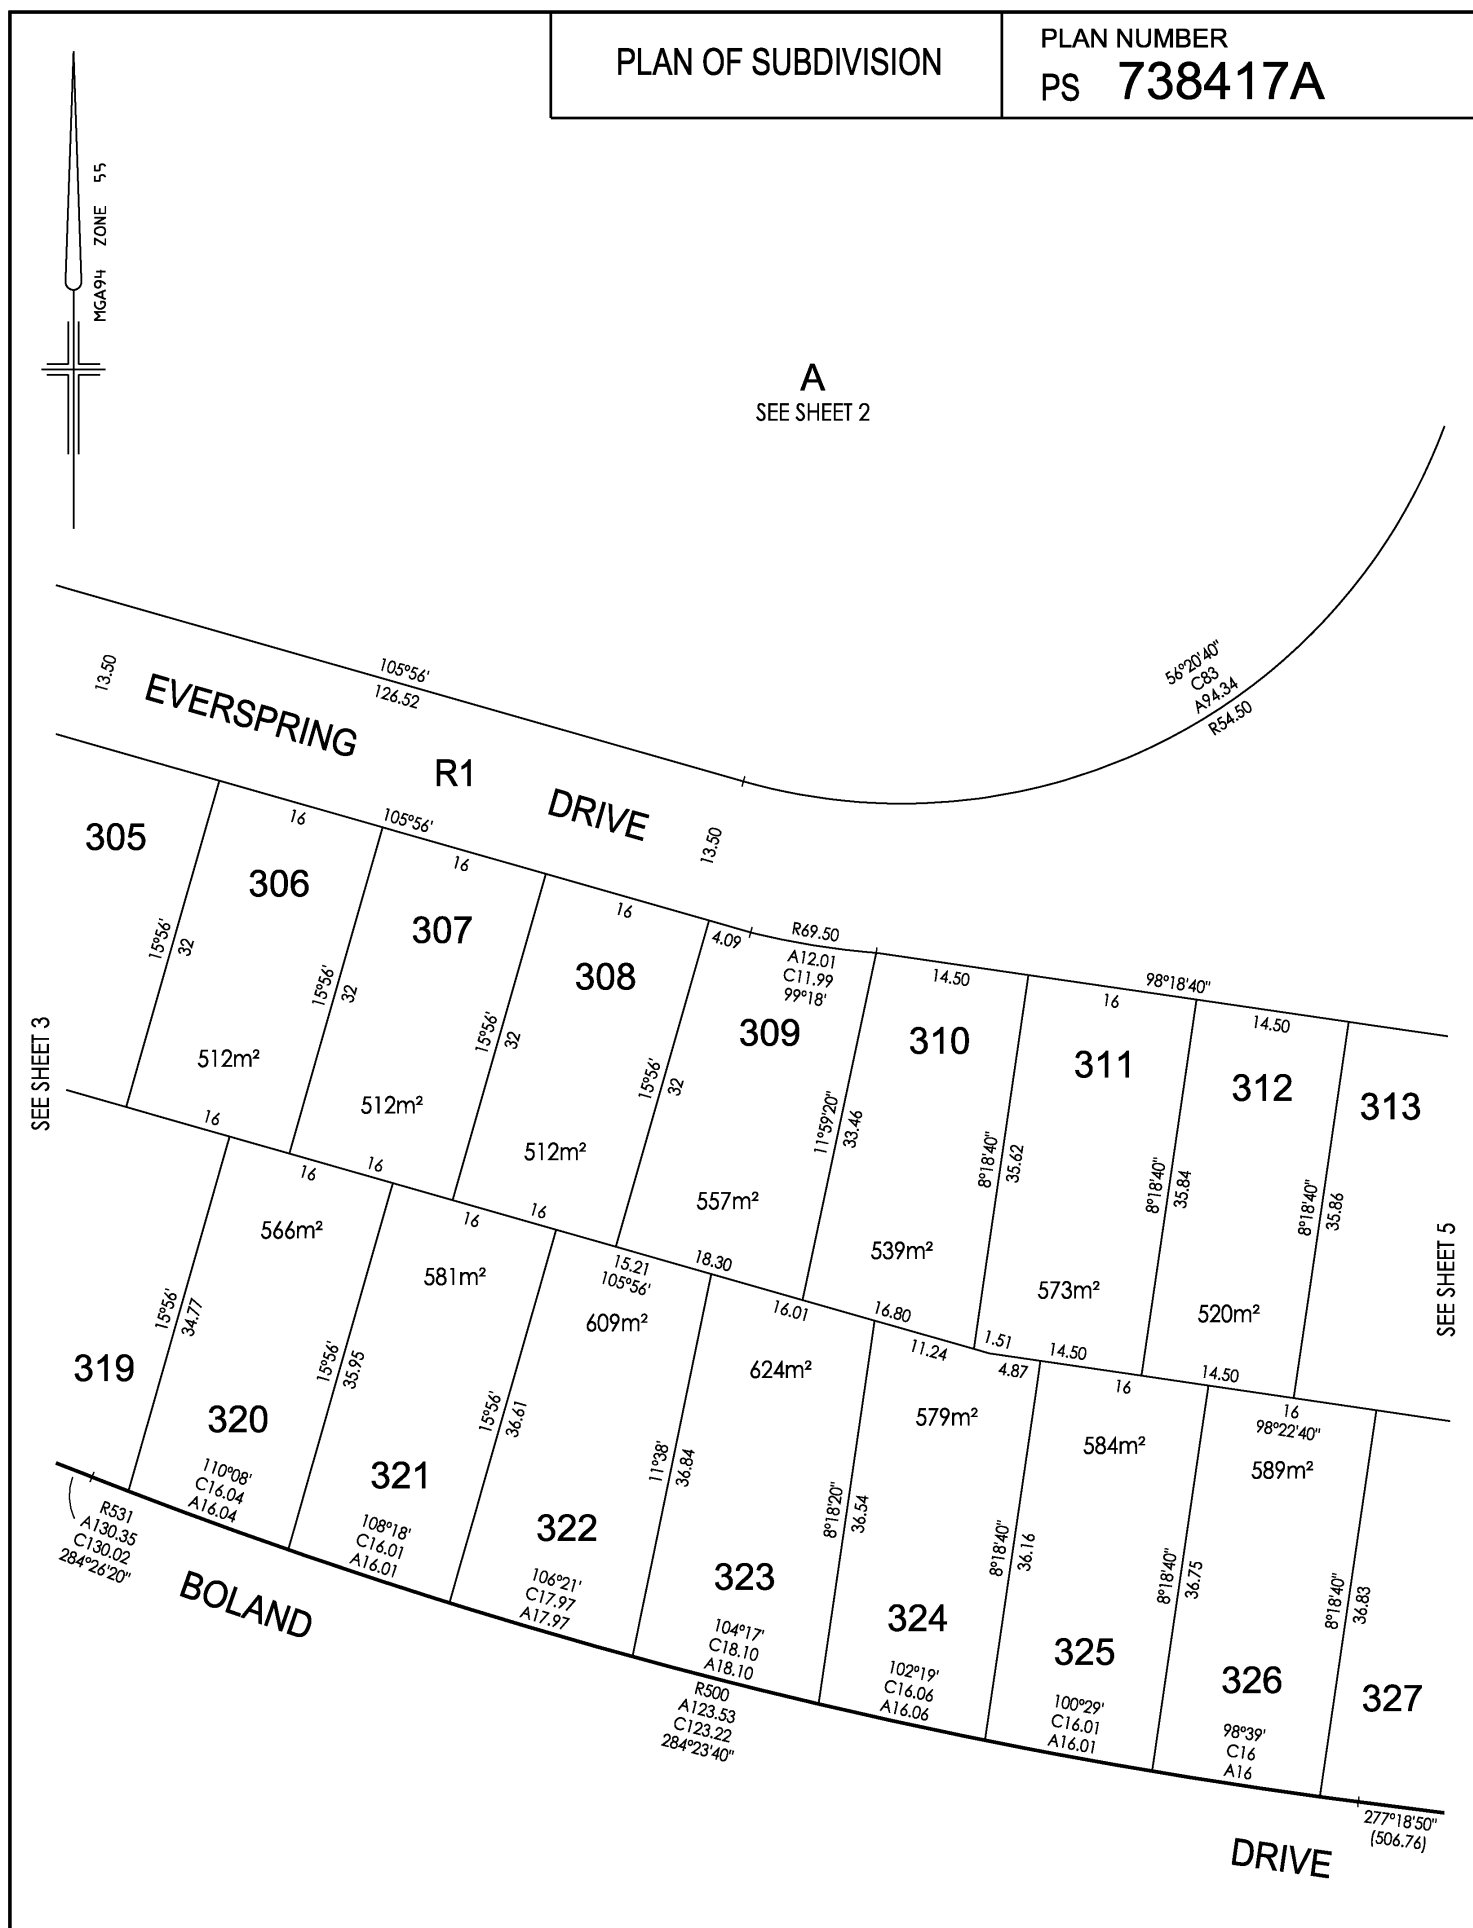 PLAN OF SUBDIVISION
PLAN NUMBER
PS 738417A
MGA94 ZONE 55
A
SEE SHEET 2
56°20'40"
C83
A94.34
R54.50
105°56'
126.52
13.50
EVERSPRING
R1
DRIVE
13.50
105°56'
16
16
16
4.09
R69.50
A12.01
C11.99
99°18'
14.50
16
98°18'40"
14.50
305
306
307
308
309
310
311
312
313
15°56'
32
15°56'
32
15°56'
32
15°56'
32
11°59'20"
33.46
8°18'40"
35.62
8°18'40"
35.84
8°18'40"
35.86
512m²
512m²
512m²
557m²
539m²
573m²
520m²
SEE SHEET 3
SEE SHEET 5
16
16
16
16
16
15.21
105°56'
18.30
16.01
16.80
11.24
1.51
4.87
14.50
16
14.50
16
98°22'40"
566m²
581m²
609m²
624m²
579m²
584m²
589m²
15°56'
34.77
15°56'
35.95
15°56'
36.61
11°38'
36.84
8°18'20"
36.54
8°18'40"
36.16
8°18'40"
36.75
8°18'40"
36.83
319
320
321
322
323
324
325
326
327
110°08'
C16.04
A16.04
108°18'
C16.01
A16.01
106°21'
C17.97
A17.97
104°17'
C18.10
A18.10
102°19'
C16.06
A16.06
100°29'
C16.01
A16.01
98°39'
C16
A16
R531
A130.35
C130.02
284°26'20"
BOLAND
R500
A123.53
C123.22
284°23'40"
277°18'50"
(506.76)
DRIVE